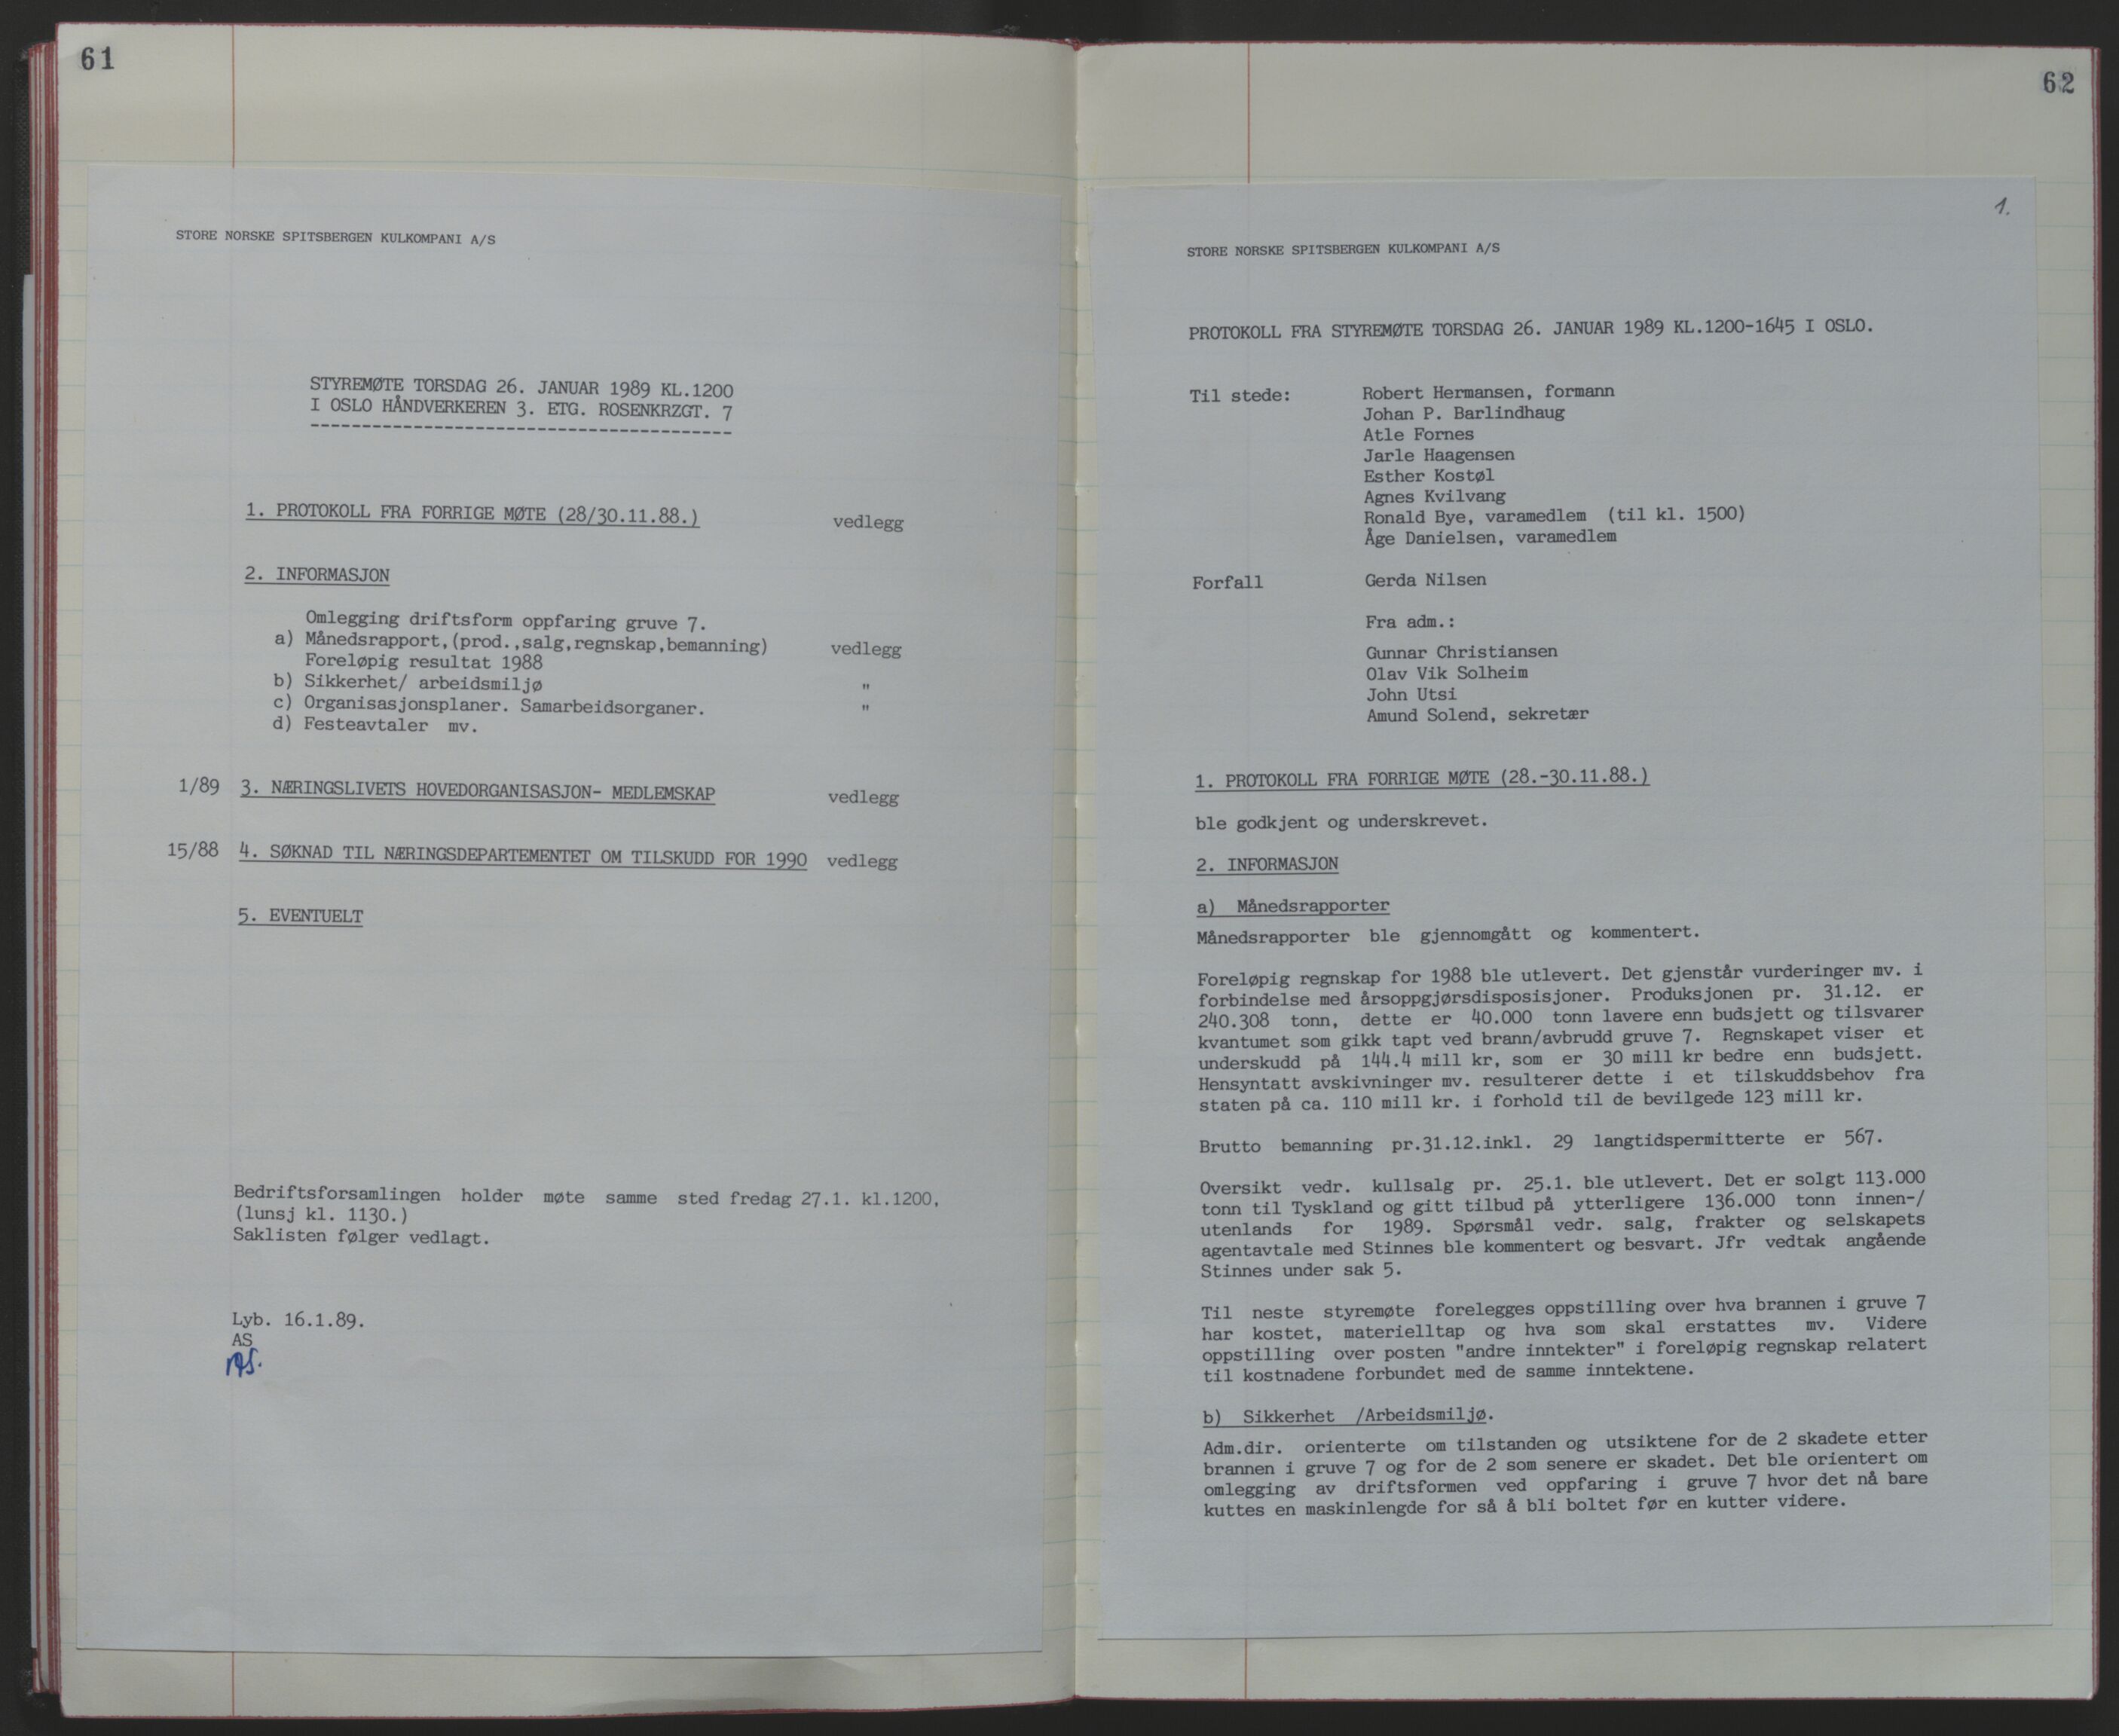 61
STORE NORSKE SPITSBERGEN KULKOMPANI A/S
STYREMØTE TORSDAG 26. JANUAR 1989 KL.1200
I OSLO HÅNDVERKEREN 3. ETG. ROSENKRZGT. 7
-----------------------------------------
1. PROTOKOLL FRA FORRIGE MØTE (28/30.11.88.) vedlegg
2. INFORMASJON
Omlegging driftsform oppfaring gruve 7.
a) Månedsrapport,(prod.,salg,regnskap,bemanning) vedlegg
Foreløpig resultat 1988
b) Sikkerhet/ arbeidsmiljø "
c) Organisasjonsplaner. Samarbeidsorganer. "
d) Festeavtaler mv.
1/89 3. NÆRINGSLIVETS HOVEDORGANISASJON- MEDLEMSKAP vedlegg
15/88 4. SØKNAD TIL NÆRINGSDEPARTEMENTET OM TILSKUDD FOR 1990 vedlegg
5. EVENTUELT
Bedriftsforsamlingen holder møte samme sted fredag 27.1. kl.1200,
(lunsj kl. 1130.)
Saklisten følger vedlagt.
Lyb. 16.1.89.
AS
AS.
62
1.
STORE NORSKE SPITSBERGEN KULKOMPANI A/S
PROTOKOLL FRA STYREMØTE TORSDAG 26. JANUAR 1989 KL.1200-1645 I OSLO.
Til stede: Robert Hermansen, formann
Johan P. Barlindhaug
Atle Fornes
Jarle Haagensen
Esther Kostøl
Agnes Kvilvang
Ronald Bye, varamedlem (til kl. 1500)
Åge Danielsen, varamedlem
Forfall Gerda Nilsen
Fra adm.:
Gunnar Christiansen
Olav Vik Solheim
John Utsi
Amund Solend, sekretær
1. PROTOKOLL FRA FORRIGE MØTE (28.-30.11.88.)
ble godkjent og underskrevet.
2. INFORMASJON
a) Månedsrapporter
Månedsrapporter ble gjennomgått og kommentert.
Foreløpig regnskap for 1988 ble utlevert. Det gjenstår vurderinger mv. i
forbindelse med årsoppgjørsdisposisjoner. Produksjonen pr. 31.12. er
240.308 tonn, dette er 40.000 tonn lavere enn budsjett og tilsvarer
kvantumet som gikk tapt ved brann/avbrudd gruve 7. Regnskapet viser et
underskudd på 144.4 mill kr, som er 30 mill kr bedre enn budsjett.
Hensyntatt avskivninger mv. resulterer dette i et tilskuddsbehov fra
staten på ca. 110 mill kr. i forhold til de bevilgede 123 mill kr.
Brutto bemanning pr.31.12.inkl. 29 langtidspermitterte er 567.
Oversikt vedr. kullsalg pr. 25.1. ble utlevert. Det er solgt 113.000
tonn til Tyskland og gitt tilbud på ytterligere 136.000 tonn innen-/
utenlands for 1989. Spørsmål vedr. salg, frakter og selskapets
agentavtale med Stinnes ble kommentert og besvart. Jfr vedtak angående
Stinnes under sak 5.
Til neste styremøte forelegges oppstilling over hva brannen i gruve 7
har kostet, materielltap og hva som skal erstattes mv. Videre
oppstilling over posten "andre inntekter" i foreløpig regnskap relatert
til kostnadene forbundet med de samme inntektene.
b) Sikkerhet /Arbeidsmiljø.
Adm.dir. orienterte om tilstanden og utsiktene for de 2 skadete etter
brannen i gruve 7 og for de 2 som senere er skadet. Det ble orientert om
omlegging av driftsformen ved oppfaring i gruve 7 hvor det nå bare
kuttes en maskinlengde for så å bli boltet før en kutter videre.